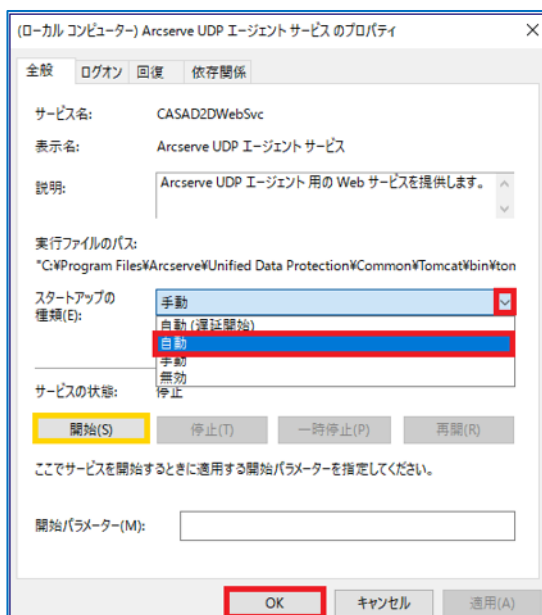 (ローカル コンピューター) Arcserve UDP エージェント サービス のプロパティ
全般 ログオン 回復 依存関係
サービス名: CASAD2DWebSvc
表示名: Arcserve UDP エージェント サービス
説明: Arcserve UDP エージェント 用の Web サービスを提供します。
実行ファイルのパス:
"C:¥Program Files¥Arcserve¥Unified Data Protection¥Common¥Tomcat¥bin¥ton
スタートアップの
種類(E): 手動
自動 (遅延開始)
自動
手動
無効
サービスの状態: 停止
開始(S) 停止(T) 一時停止(P) 再開(R)
ここでサービスを開始するときに適用する開始パラメーターを指定してください。
開始パラメーター(M):
OK キャンセル 適用(A)